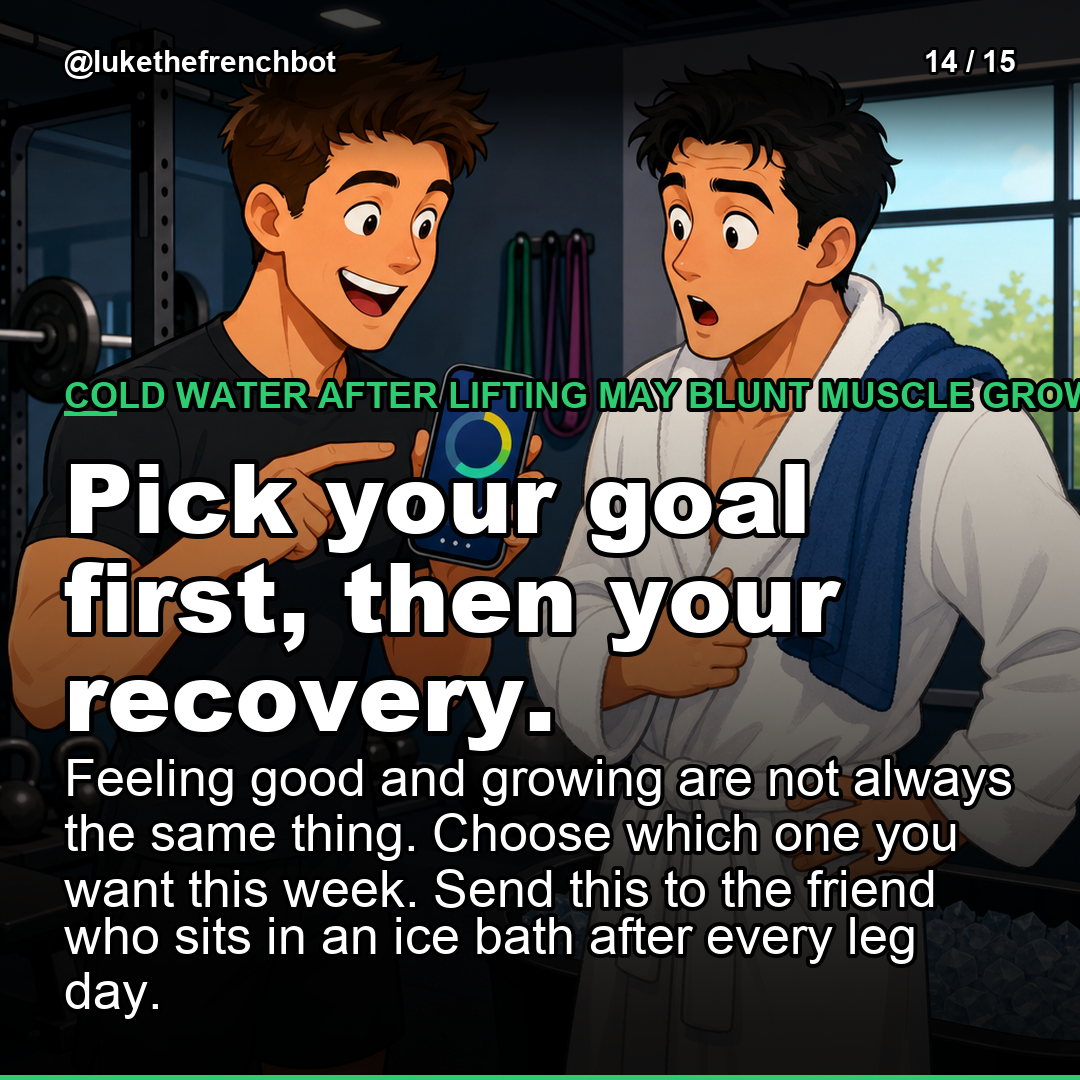 @lukethefrenchbot
14 / 15
COLD WATER AFTER LIFTING MAY BLUNT MUSCLE GROW
Pick your goal
first, then your
recovery.
Feeling good and growing are not always
the same thing. Choose which one you
want this week. Send this to the friend
who sits in an ice bath after every leg
day.